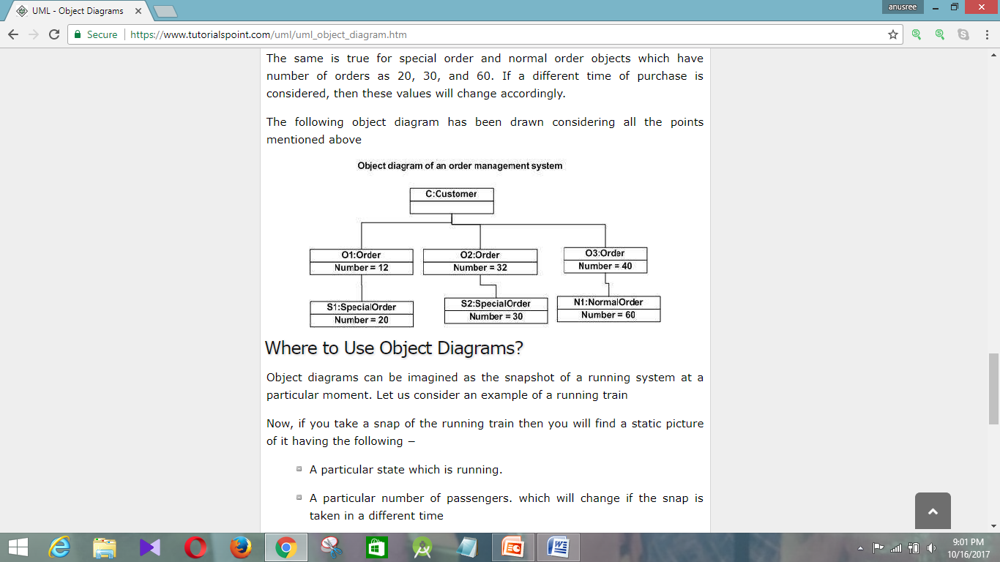 UML - Object Diagrams
anusree
Secure
https://www.tutorialspoint.com/uml/uml_object_diagram.htm
The same is true for special order and normal order objects which have
number of orders as 20, 30, and 60. If a different time of purchase is
considered, then these values will change accordingly.
The following object diagram has been drawn considering all the points
mentioned above
Object diagram of an order management system
C:Customer
O1:Order
Number = 12
O2:Order
Number = 32
O3:Order
Number = 40
S1:SpecialOrder
Number = 20
S2:SpecialOrder
Number = 30
N1:NormalOrder
Number = 60
Where to Use Object Diagrams?
Object diagrams can be imagined as the snapshot of a running system at a
particular moment. Let us consider an example of a running train
Now, if you take a snap of the running train then you will find a static picture
of it having the following −
A particular state which is running.
A particular number of passengers. which will change if the snap is
taken in a different time
9:01 PM
10/16/2017